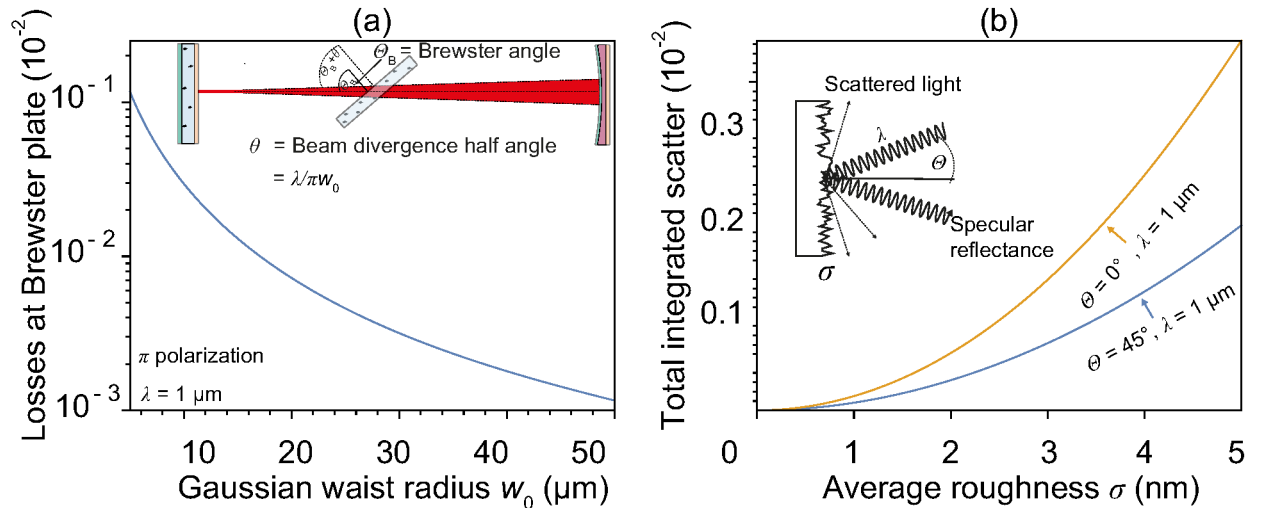 (a)
Losses at Brewster plate (10⁻²)
10⁻¹
10⁻²
10⁻³
Θ_B + θ
Θ_B
Θ_B = Brewster angle
θ = Beam divergence half angle
= λ/πw₀
π polarization
λ = 1 µm
10 20 30 40 50
Gaussian waist radius w₀ (µm)
(b)
Total integrated scatter (10⁻²)
0.3
0.2
0.1
Scattered light
λ
Θ
Specular
reflectance
σ
Θ = 0° , λ = 1 µm
Θ = 45° , λ = 1 µm
0 1 2 3 4 5
Average roughness σ (nm)